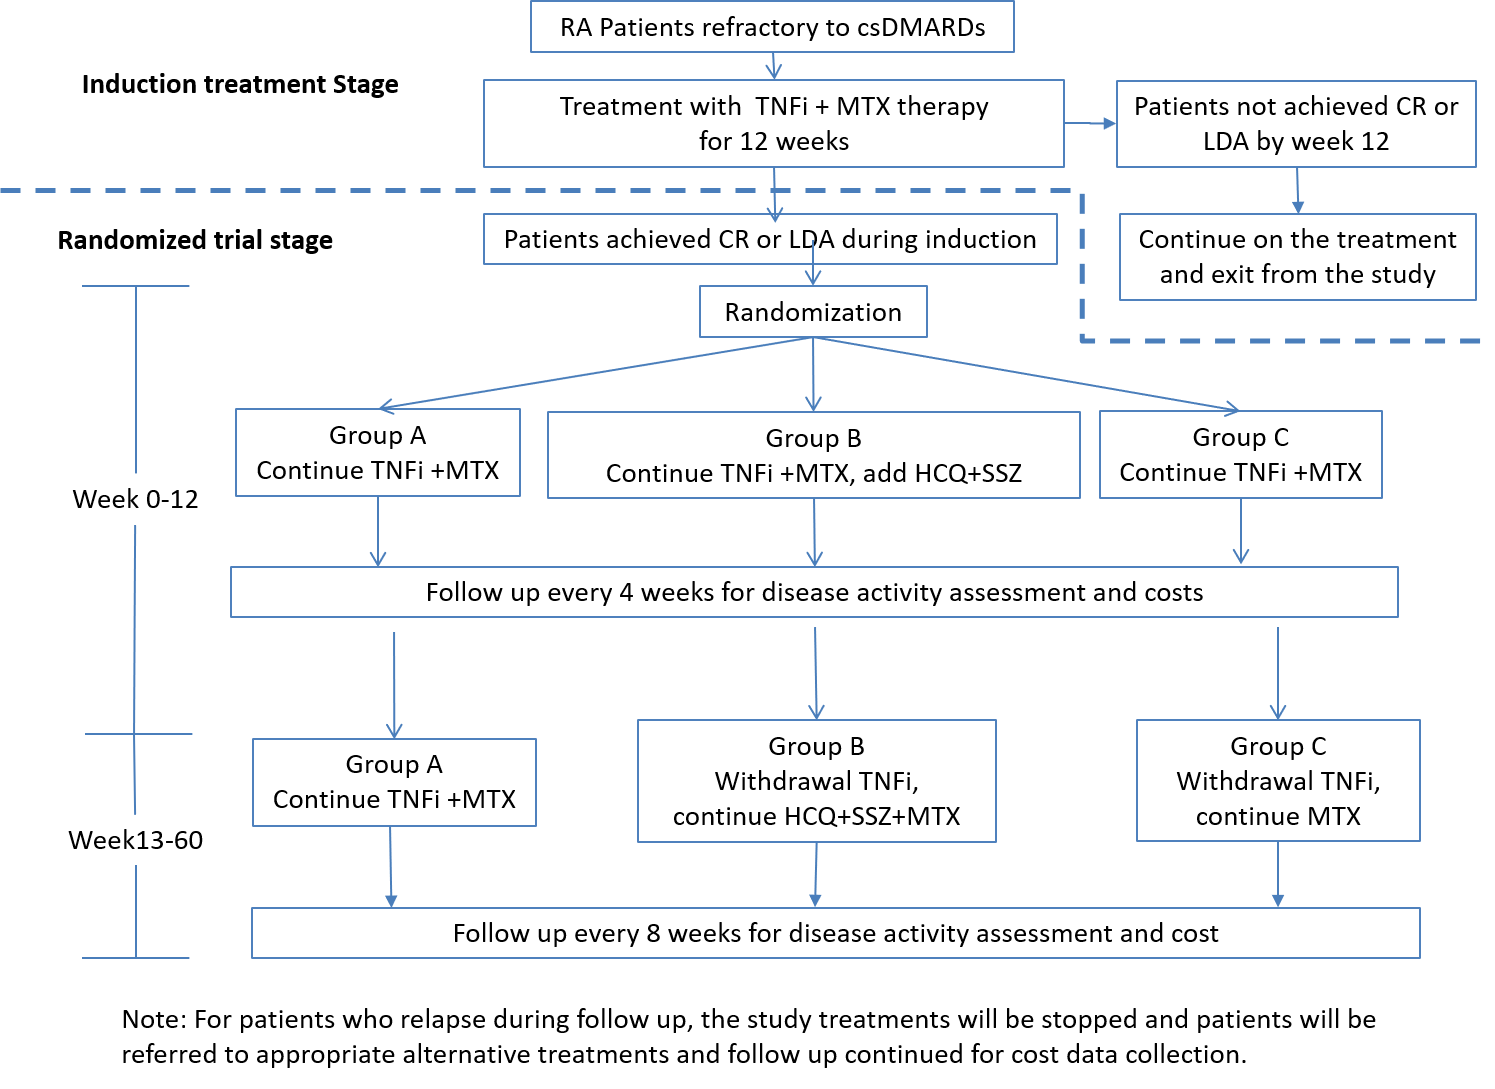 RA Patients refractory to csDMARDs
Induction treatment Stage
Treatment with TNFi + MTX therapy
for 12 weeks
Patients not achieved CR or
LDA by week 12
Randomized trial stage
Patients achieved CR or LDA during induction
Continue on the treatment
and exit from the study
Randomization
Group A
Continue TNFi +MTX
Group B
Continue TNFi +MTX, add HCQ+SSZ
Group C
Continue TNFi +MTX
Week 0-12
Follow up every 4 weeks for disease activity assessment and costs
Group A
Continue TNFi +MTX
Group B
Withdrawal TNFi,
continue HCQ+SSZ+MTX
Group C
Withdrawal TNFi,
continue MTX
Week13-60
Follow up every 8 weeks for disease activity assessment and cost
Note: For patients who relapse during follow up, the study treatments will be stopped and patients will be
referred to appropriate alternative treatments and follow up continued for cost data collection.